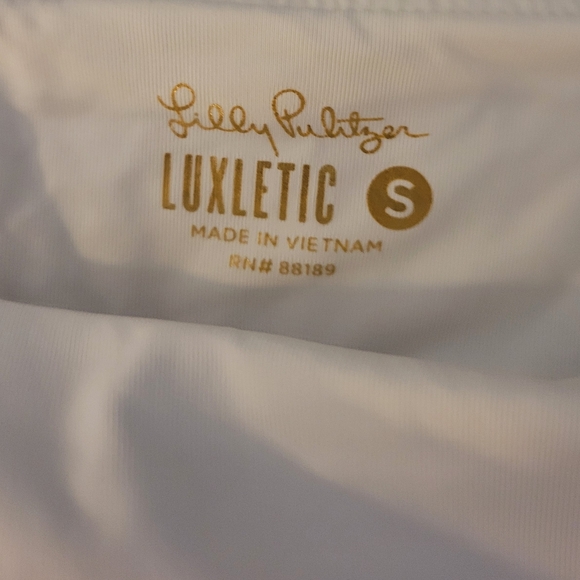 Lilly Pulitzer
LUXLETIC S
MADE IN VIETNAM
RN# 88189